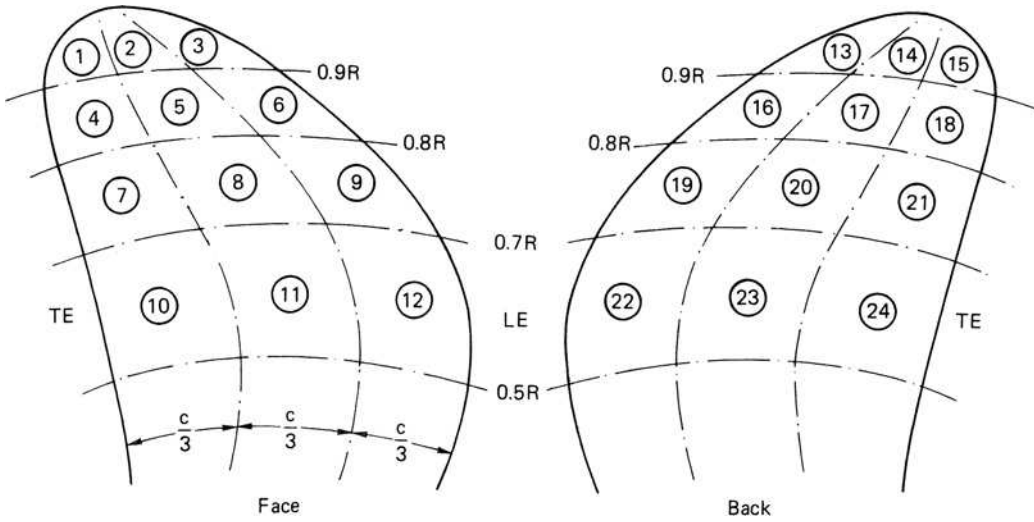 1 2 3
13 14 15
0.9R 0.9R
4 5 6
16 17 18
0.8R 0.8R
7 8 9
19 20 21
0.7R
10 11 12
22 23 24
TE LE TE
0.5R
c/3 c/3 c/3
Face Back